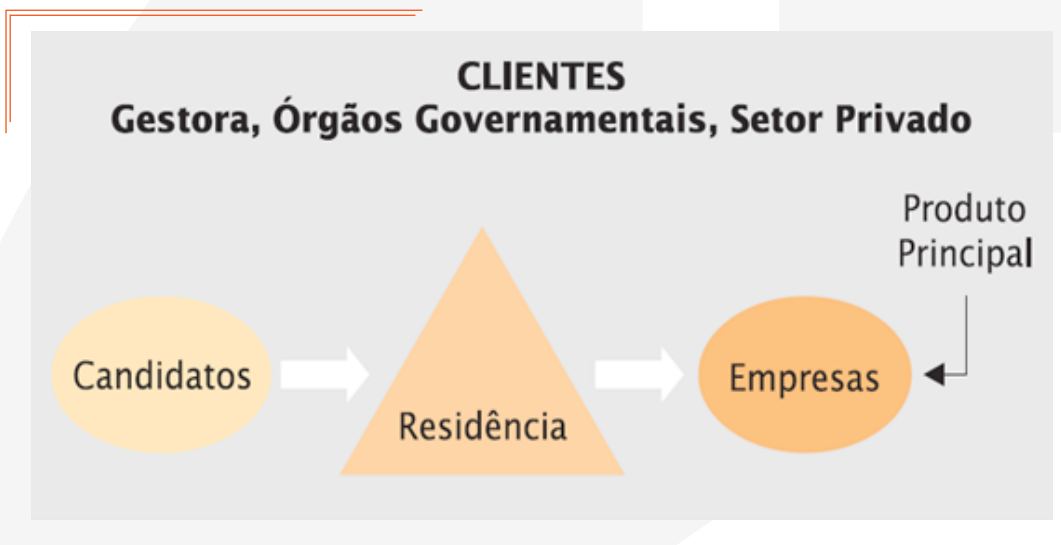 CLIENTES
Gestora, Órgãos Governamentais, Setor Privado
Produto
Principal
Candidatos
Residência
Empresas